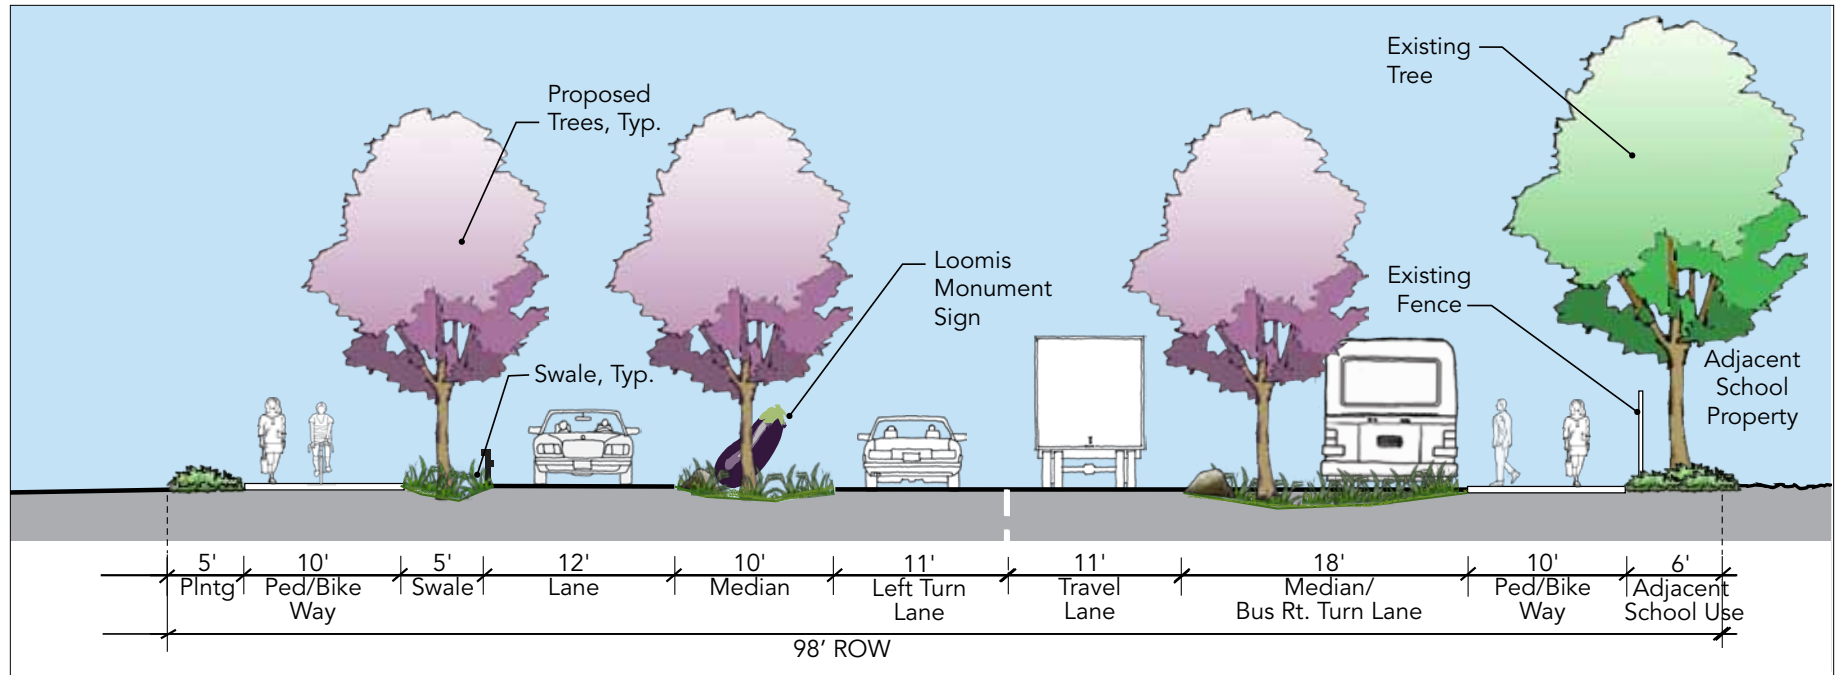 Existing
Tree
Proposed
Trees, Typ.
Loomis
Monument
Sign
Existing
Fence
Adjacent
School
Property
Swale, Typ.
5'
10'
5'
12'
10'
11'
11'
18'
10'
6'
Plntg
Ped/Bike
Way
Swale
Lane
Median
Left Turn
Lane
Travel
Lane
Median/
Bus Rt. Turn Lane
Ped/Bike
Way
Adjacent
School Use
98’ ROW